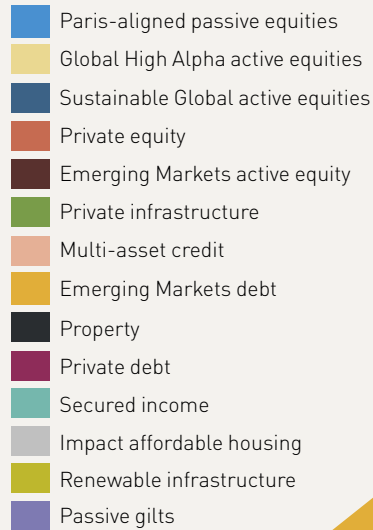 Paris-aligned passive equities
Global High Alpha active equities
Sustainable Global active equities
Private equity
Emerging Markets active equity
Private infrastructure
Multi-asset credit
Emerging Markets debt
Property
Private debt
Secured income
Impact affordable housing
Renewable infrastructure
Passive gilts